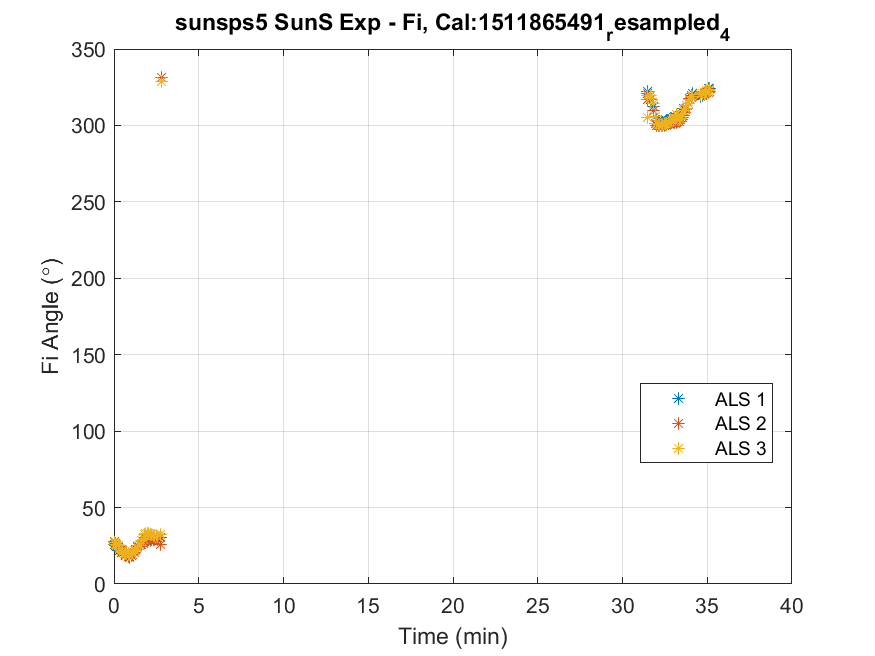 sunsps5 SunS Exp - Fi, Cal:1511865491_resampled_4
350
300
250
200
150
100
50
0
Fi Angle (°)
0 5 10 15 20 25 30 35 40
Time (min)
ALS 1
ALS 2
ALS 3